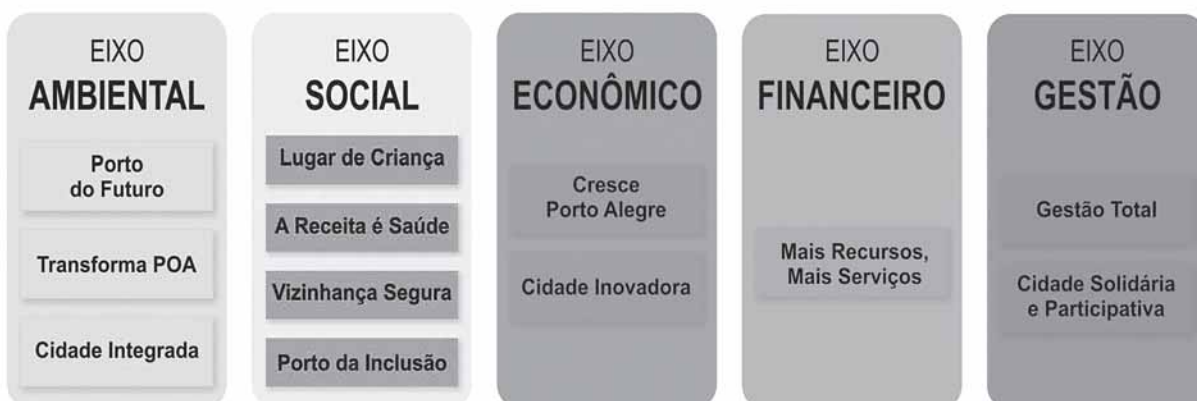 EIXO
AMBIENTAL
Porto
do Futuro
Transforma POA
Cidade Integrada
EIXO
SOCIAL
Lugar de Criança
A Receita é Saúde
Vizinhança Segura
Porto da Inclusão
EIXO
ECONÔMICO
Cresce
Porto Alegre
Cidade Inovadora
EIXO
FINANCEIRO
Mais Recursos,
Mais Serviços
EIXO
GESTÃO
Gestão Total
Cidade Solidária
e Participativa